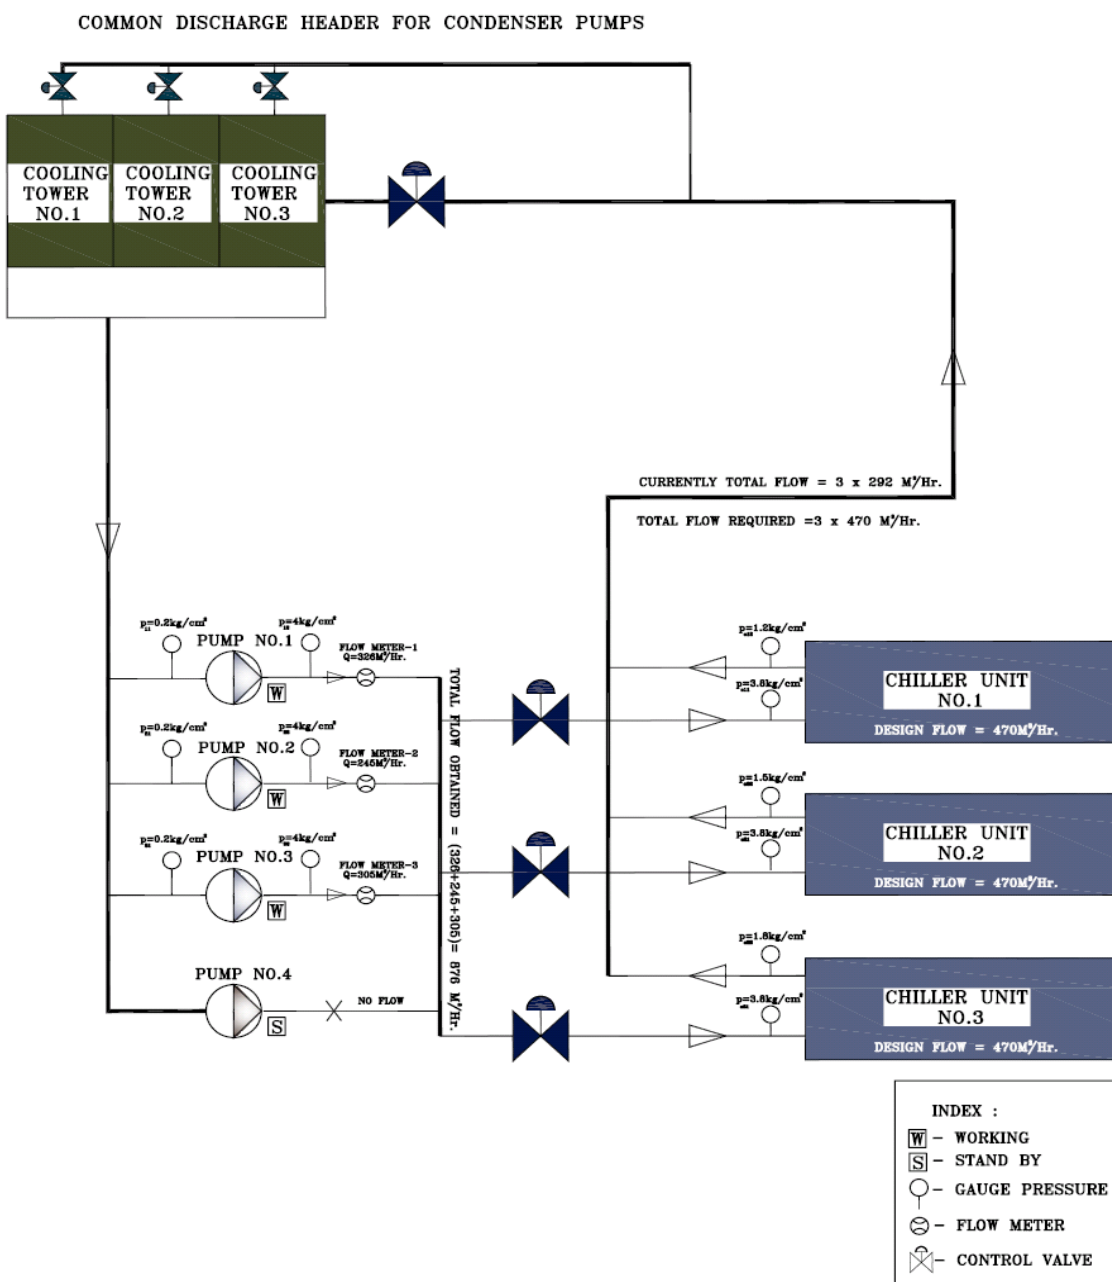 COMMON DISCHARGE HEADER FOR CONDENSER PUMPS
COOLING
TOWER
NO.1
COOLING
TOWER
NO.2
COOLING
TOWER
NO.3
CURRENTLY TOTAL FLOW = 3 x 292 M³/Hr.
TOTAL FLOW REQUIRED =3 x 470 M³/Hr.
p=0.2kg/cm²
PUMP NO.1
p=4kg/cm²
FLOW METER-1
Q=326M³/Hr.
W
p=0.2kg/cm²
PUMP NO.2
p=4kg/cm²
FLOW METER-2
Q=245M³/Hr.
W
p=0.2kg/cm²
PUMP NO.3
p=4kg/cm²
FLOW METER-3
Q=305M³/Hr.
W
PUMP NO.4
NO FLOW
S
TOTAL FLOW OBTAINED = (326+245+305)= 876 M³/Hr.
p=1.2kg/cm²
p=3.8kg/cm²
CHILLER UNIT
NO.1
DESIGN FLOW = 470M³/Hr.
p=1.5kg/cm²
p=3.8kg/cm²
CHILLER UNIT
NO.2
DESIGN FLOW = 470M³/Hr.
p=1.8kg/cm²
p=3.8kg/cm²
CHILLER UNIT
NO.3
DESIGN FLOW = 470M³/Hr.
INDEX :
W – WORKING
S – STAND BY
– GAUGE PRESSURE
– FLOW METER
– CONTROL VALVE